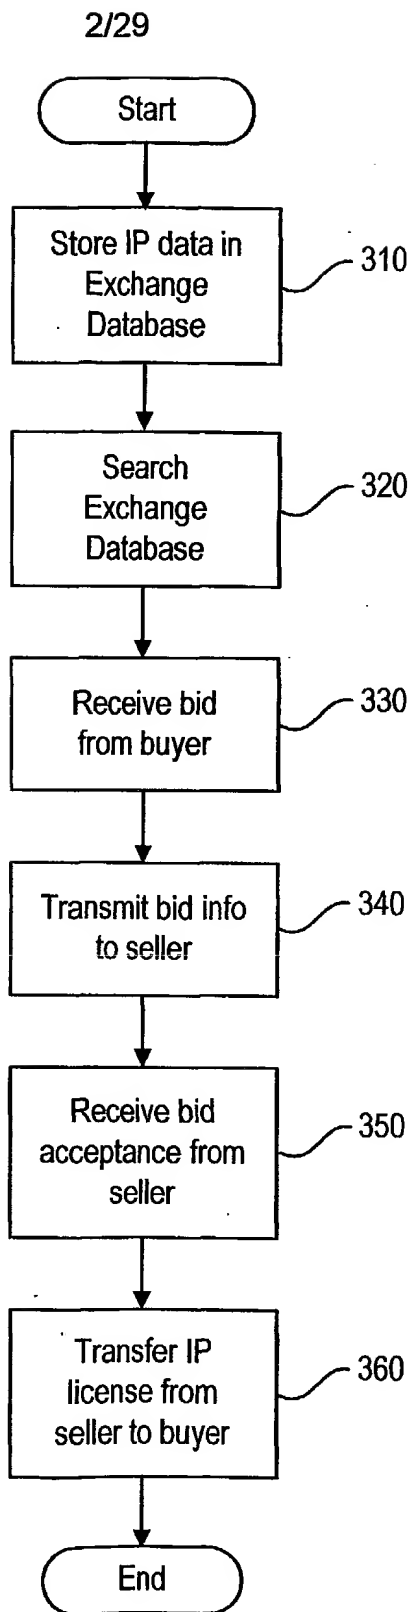 2/29
Start
Store IP data in
Exchange
Database
310
Search
Exchange
Database
320
Receive bid
from buyer
330
Transmit bid info
to seller
340
Receive bid
acceptance from
seller
350
Transfer IP
license from
seller to buyer
360
End